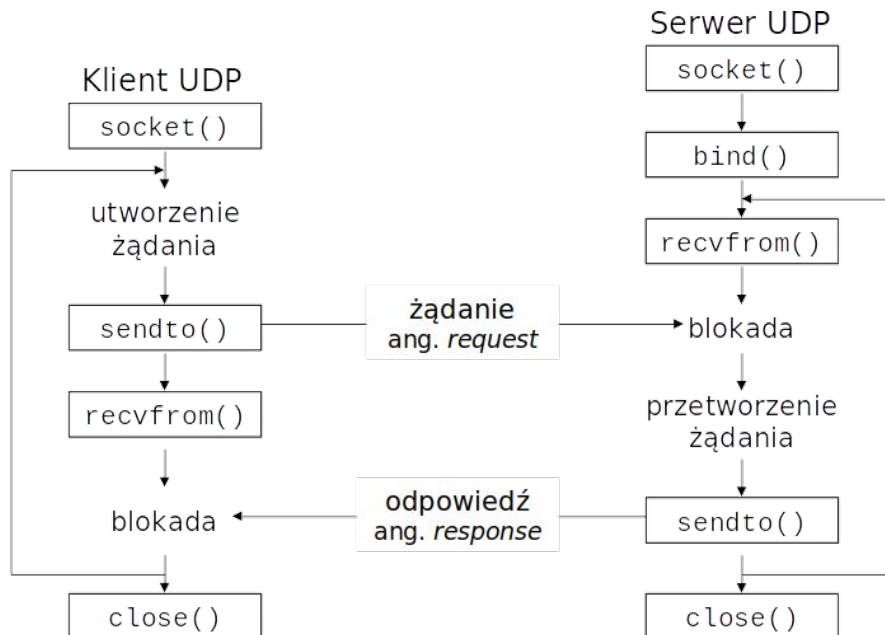 Klient UDP
socket()
utworzenie
żądania
sendto()
recvfrom()
blokada
close()
żądanie
ang. request
odpowiedź
ang. response
Serwer UDP
socket()
bind()
recvfrom()
blokada
przetworzenie
żądania
sendto()
close()